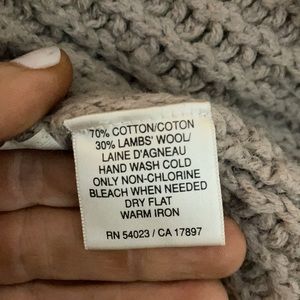 70% COTTON/COTON
30% LAMBS' WOOL/
LAINE D'AGNEAU
HAND WASH COLD
ONLY NON-CHLORINE
BLEACH WHEN NEEDED
DRY FLAT
WARM IRON
RN 54023 / CA 17897